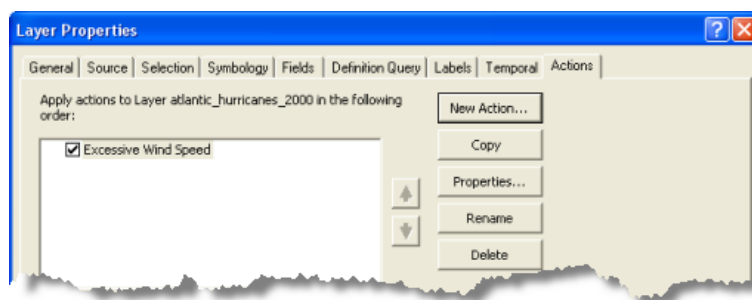 Layer Properties
General Source Selection Symbology Fields Definition Query Labels Temporal Actions
Apply actions to Layer atlantic_hurricanes_2000 in the following
order:
Excessive Wind Speed
New Action...
Copy
Properties...
Rename
Delete